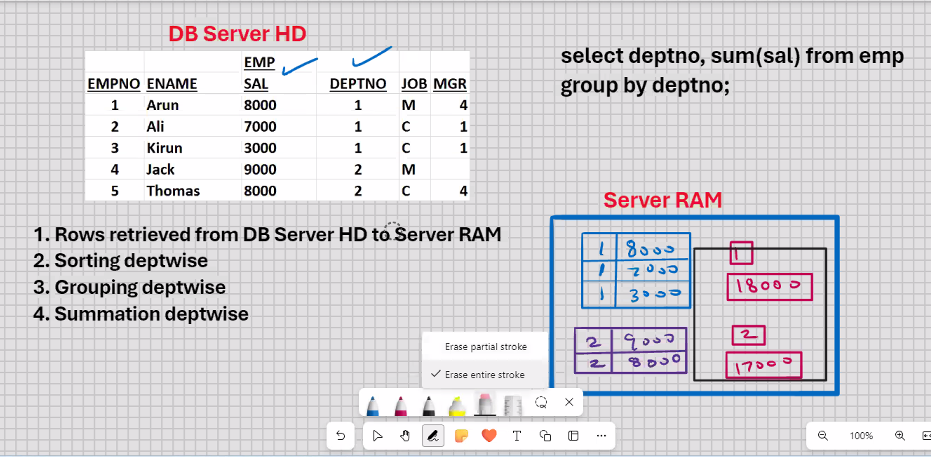 DB Server HD
select deptno, sum(sal) from emp
group by deptno;
EMP
EMPNO ENAME SAL DEPTNO JOB MGR
1 Arun 8000 1 M 4
2 Ali 7000 1 C 1
3 Kirun 3000 1 C 1
4 Jack 9000 2 M
5 Thomas 8000 2 C 4
1. Rows retrieved from DB Server HD to Server RAM
2. Sorting deptwise
3. Grouping deptwise
4. Summation deptwise
Server RAM
1 8000
1 7000
1 3000
2 9000
2 8000
1
18000
2
17000
Erase partial stroke
Erase entire stroke
100%